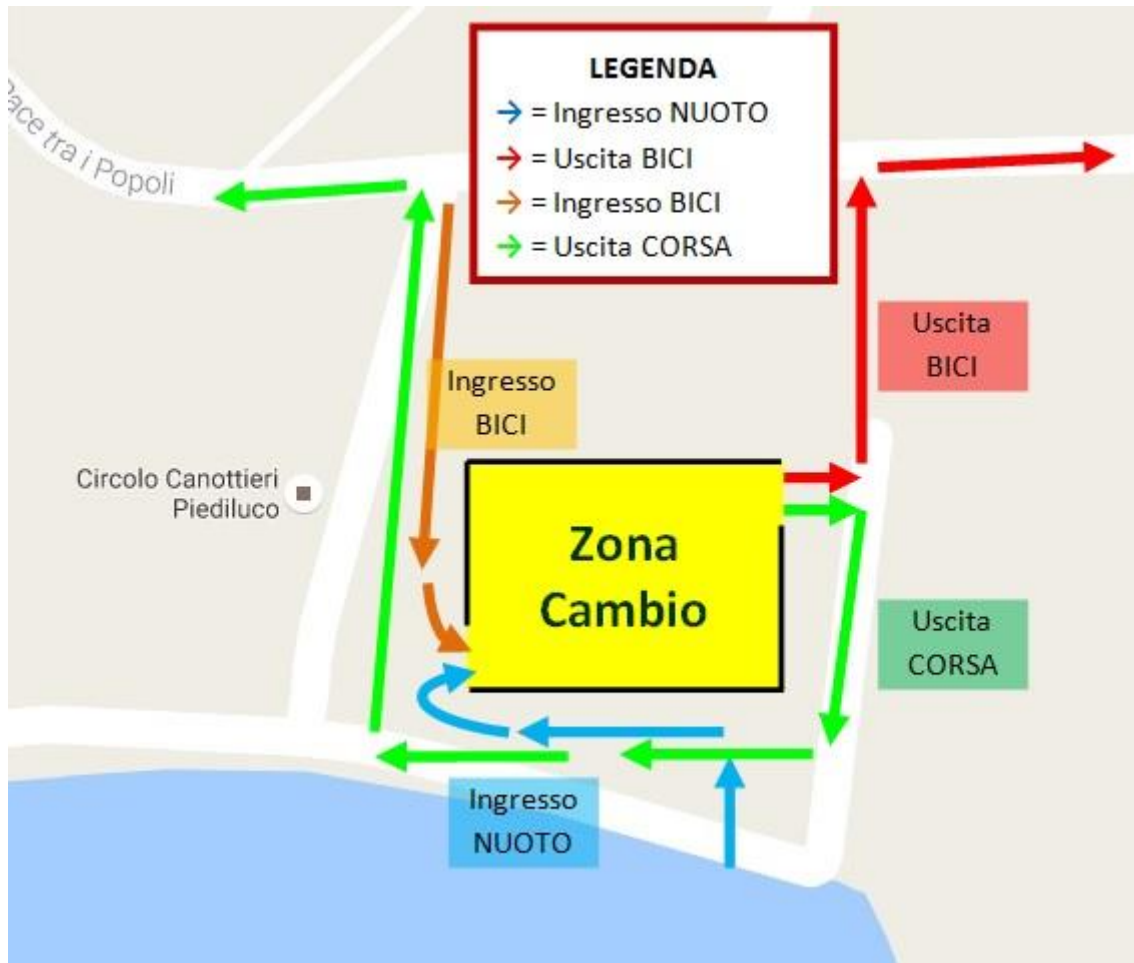 LEGENDA
→ = Ingresso NUOTO
→ = Uscita BICI
→ = Ingresso BICI
→ = Uscita CORSA
Pace tra i Popoli
Uscita
BICI
Ingresso
BICI
Circolo Canottieri
Piediluco
Zona
Cambio
Uscita
CORSA
Ingresso
NUOTO